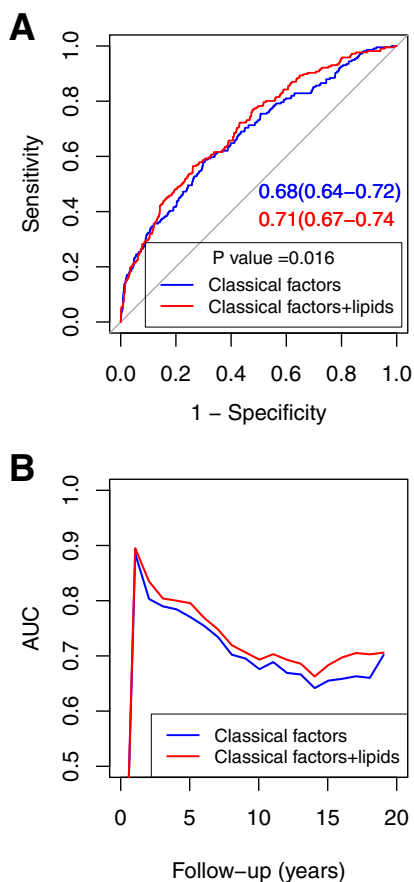 A
Sensitivity
1.0
0.8
0.6
0.4
0.2
0.0
0.68(0.64−0.72)
0.71(0.67−0.74
P value =0.016
Classical factors
Classical factors+lipids
0.0 0.2 0.4 0.6 0.8 1.0
1 − Specificity
B
AUC
1.0
0.9
0.8
0.7
0.6
0.5
Classical factors
Classical factors+lipids
0 5 10 15 20
Follow−up (years)